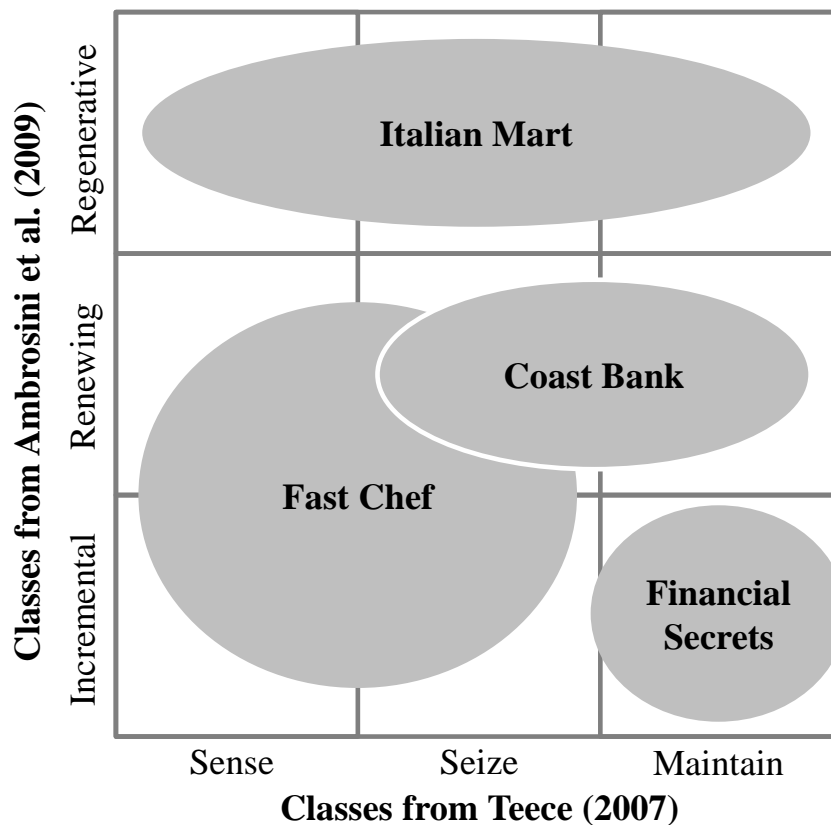 Classes from Ambrosini et al. (2009)
Regenerative
Renewing
Incremental
Italian Mart
Coast Bank
Fast Chef
Financial
Secrets
Sense
Seize
Maintain
Classes from Teece (2007)